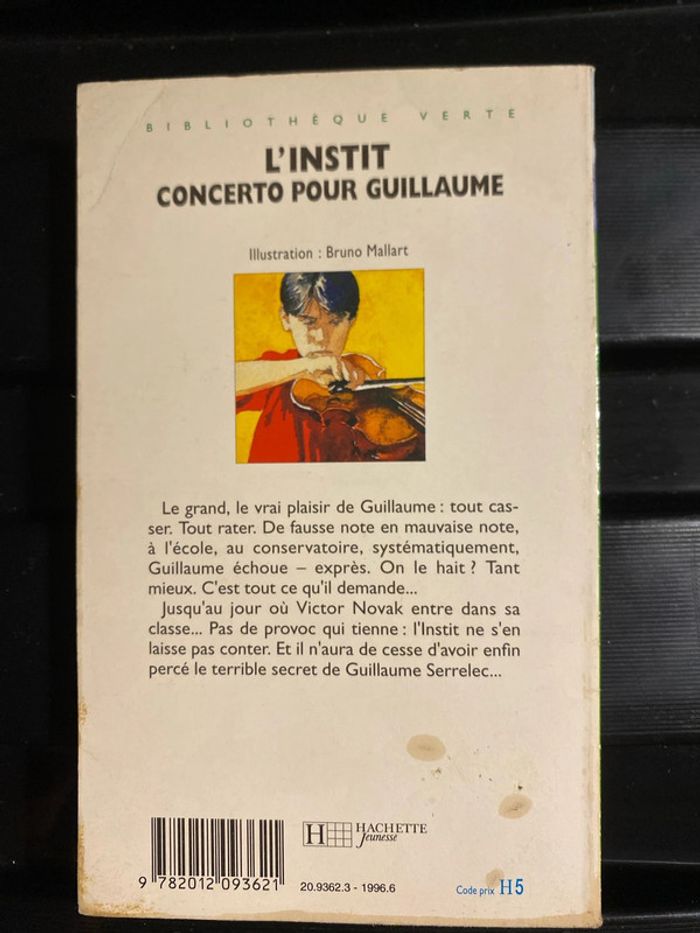 BIBLIOTHÈQUE VERTE
L'INSTIT
CONCERTO POUR GUILLAUME
Illustration : Bruno Mallart
Le grand, le vrai plaisir de Guillaume : tout cas-
ser. Tout rater. De fausse note en mauvaise note,
à l'école, au conservatoire, systématiquement,
Guillaume échoue – exprès. On le hait ? Tant
mieux. C'est tout ce qu'il demande...
Jusqu'au jour où Victor Novak entre dans sa
classe... Pas de provoc qui tienne : l'Instit ne s'en
laisse pas conter. Et il n'aura de cesse d'avoir enfin
percé le terrible secret de Guillaume Serrelec...
H HACHETTE
Jeunesse
9 782012 093621
20.9362.3 - 1996.6
Code prix H5